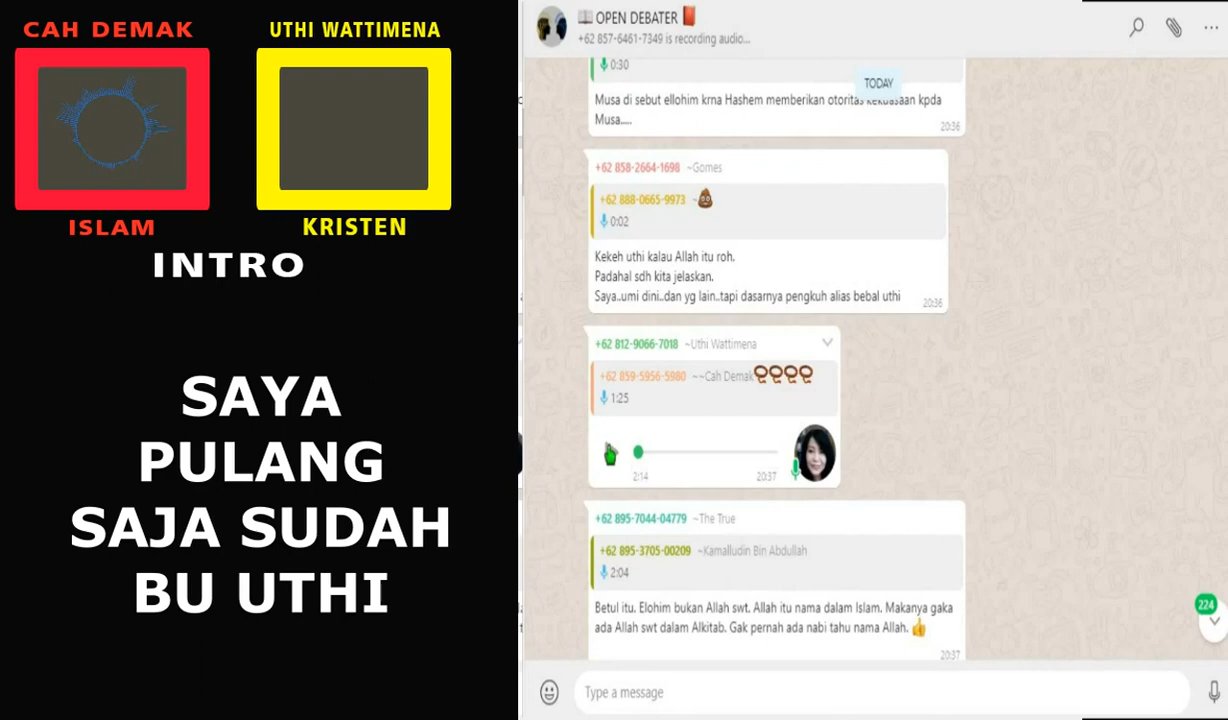 CAH DEMAK
UTHI WATTIMENA
ISLAM
KRISTEN
INTRO
SAYA
PULANG
SAJA SUDAH
BU UTHI
OPEN DEBATER
+62 857-6461-7349 is recording audio...
0:30
TODAY
Musa di sebut ellohim krna Hashem memberikan otoritas kekuasaan kpda
Musa.....
20:36
+62 858-2664-1698 ~Gomes
+62 888-0665-9973 ~💩
0:02
Kekeh uthi kalau Allah itu roh.
Padahal sdh kita jelaskan.
Saya..umi dini..dan yg lain..tapi dasarnya pengkuh alias bebal uthi
20:36
+62 812-9066-7018 ~Uthi Wattimena
+62 859-5956-5980 ~~Cah Demak
1:25
2:14
20:37
+62 895-7044-04779 ~The True
+62 895-3705-00209 ~Kamalludin Bin Abdullah
2:04
Betul itu. Elohim bukan Allah swt. Allah itu nama dalam Islam. Makanya gaka
ada Allah swt dalam Alkitab. Gak pernah ada nabi tahu nama Allah. 👍
20:37
224
Type a message